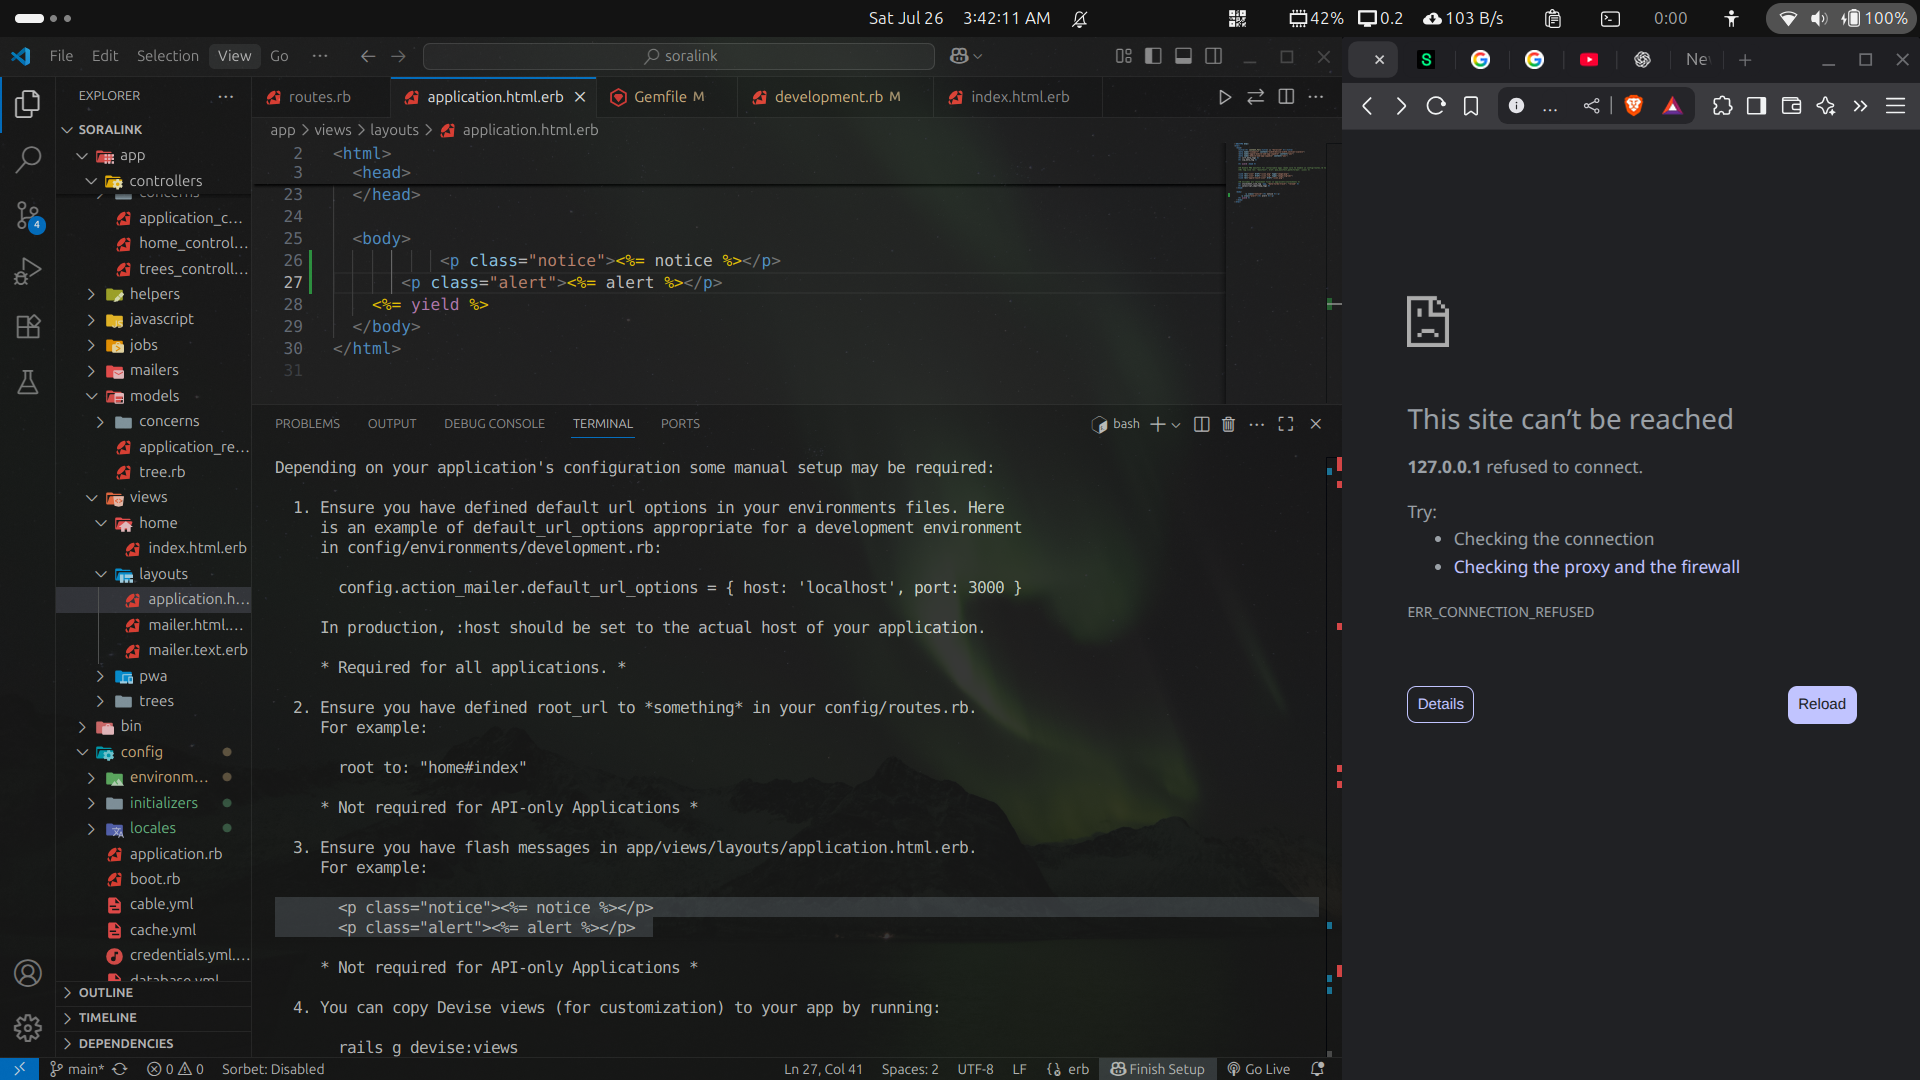 Sat Jul 26 3:42:11 AM
42% 0.2 103 B/s 0:00 100%
File Edit Selection View Go ···
soralink
EXPLORER
SORALINK
app
controllers
concerns
application_c...
home_control...
trees_controll...
helpers
javascript
jobs
mailers
models
concerns
application_re...
tree.rb
views
home
index.html.erb
layouts
application.h...
mailer.html....
mailer.text.erb
pwa
trees
bin
config
environm...
initializers
locales
application.rb
boot.rb
cable.yml
cache.yml
credentials.yml....
database.yml
OUTLINE
TIMELINE
DEPENDENCIES
4
routes.rb application.html.erb Gemfile M development.rb M index.html.erb
app > views > layouts > application.html.erb
2 <html>
3 <head>
23 </head>
24
25 <body>
26 <p class="notice"><%= notice %></p>
27 <p class="alert"><%= alert %></p>
28 <%= yield %>
29 </body>
30 </html>
31
PROBLEMS OUTPUT DEBUG CONSOLE TERMINAL PORTS
bash
Depending on your application's configuration some manual setup may be required:
1. Ensure you have defined default url options in your environments files. Here
is an example of default_url_options appropriate for a development environment
in config/environments/development.rb:
config.action_mailer.default_url_options = { host: 'localhost', port: 3000 }
In production, :host should be set to the actual host of your application.
* Required for all applications. *
2. Ensure you have defined root_url to *something* in your config/routes.rb.
For example:
root to: "home#index"
* Not required for API-only Applications *
3. Ensure you have flash messages in app/views/layouts/application.html.erb.
For example:
<p class="notice"><%= notice %></p>
<p class="alert"><%= alert %></p>
* Not required for API-only Applications *
4. You can copy Devise views (for customization) to your app by running:
rails g devise:views
main* 0 0 Sorbet: Disabled Ln 27, Col 41 Spaces: 2 UTF-8 LF erb Finish Setup Go Live
S Nev
...
This site can't be reached
127.0.0.1 refused to connect.
Try:
• Checking the connection
• Checking the proxy and the firewall
ERR_CONNECTION_REFUSED
Details Reload